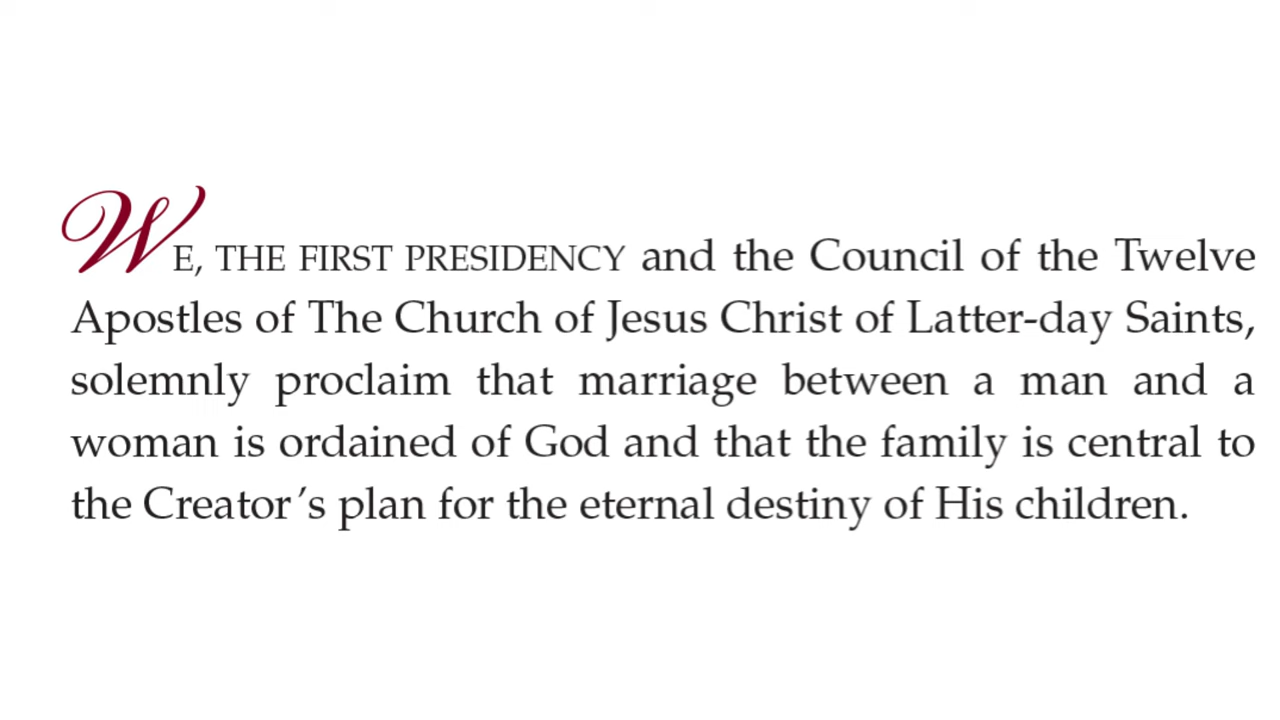 WE, THE FIRST PRESIDENCY and the Council of the Twelve
Apostles of The Church of Jesus Christ of Latter-day Saints,
solemnly proclaim that marriage between a man and a
woman is ordained of God and that the family is central to
the Creator’s plan for the eternal destiny of His children.